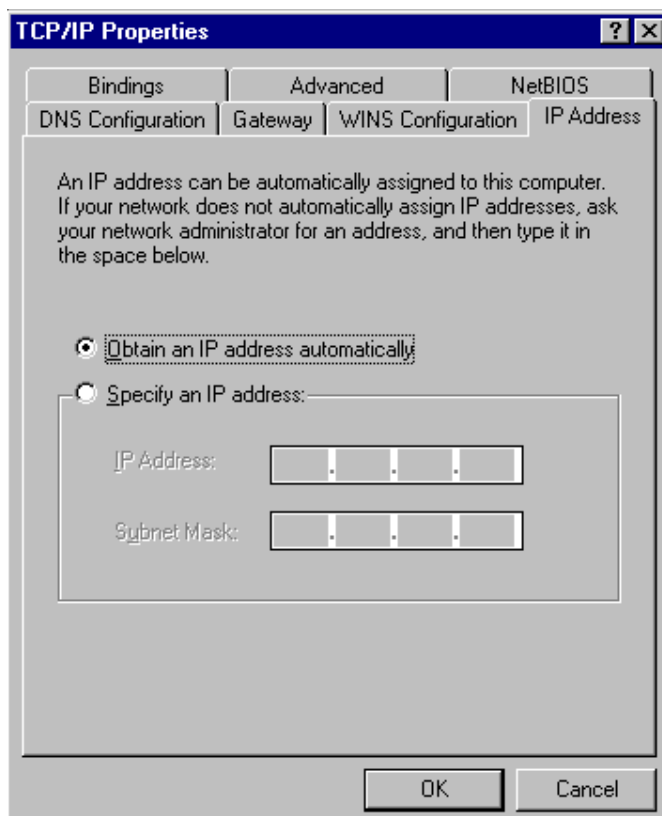 TCP/IP Properties
Bindings Advanced NetBIOS
DNS Configuration Gateway WINS Configuration IP Address
An IP address can be automatically assigned to this computer.
If your network does not automatically assign IP addresses, ask
your network administrator for an address, and then type it in
the space below.
Obtain an IP address automatically
Specify an IP address:
IP Address:
Subnet Mask:
OK Cancel